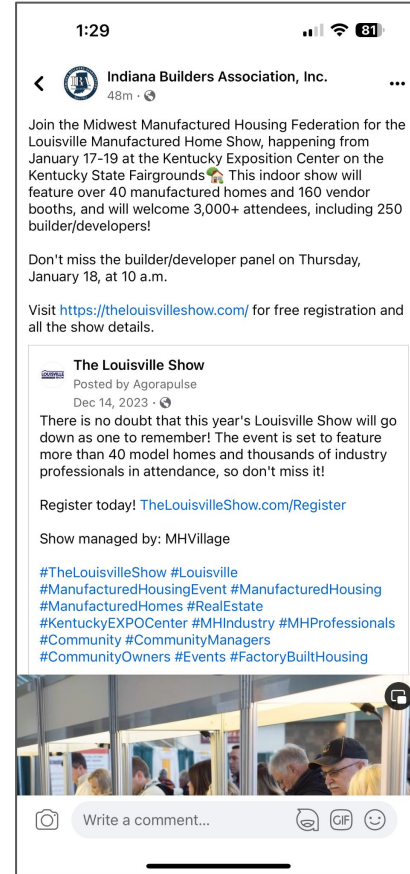 1:29
81
Indiana Builders Association, Inc.
48m ·
Join the Midwest Manufactured Housing Federation for the
Louisville Manufactured Home Show, happening from
January 17-19 at the Kentucky Exposition Center on the
Kentucky State Fairgrounds🏡 This indoor show will
feature over 40 manufactured homes and 160 vendor
booths, and will welcome 3,000+ attendees, including 250
builder/developers!
Don't miss the builder/developer panel on Thursday,
January 18, at 10 a.m.
Visit https://thelouisvilleshow.com/ for free registration and
all the show details.
LOUISVILLE
The Louisville Show
Posted by Agorapulse
Dec 14, 2023 ·
There is no doubt that this year's Louisville Show will go
down as one to remember! The event is set to feature
more than 40 model homes and thousands of industry
professionals in attendance, so don't miss it!
Register today! TheLouisvilleShow.com/Register
Show managed by: MHVillage
#TheLouisvilleShow #Louisville
#ManufacturedHousingEvent #ManufacturedHousing
#ManufacturedHomes #RealEstate
#KentuckyEXPOCenter #MHIndustry #MHProfessionals
#Community #CommunityManagers
#CommunityOwners #Events #FactoryBuiltHousing
Write a comment...
GIF